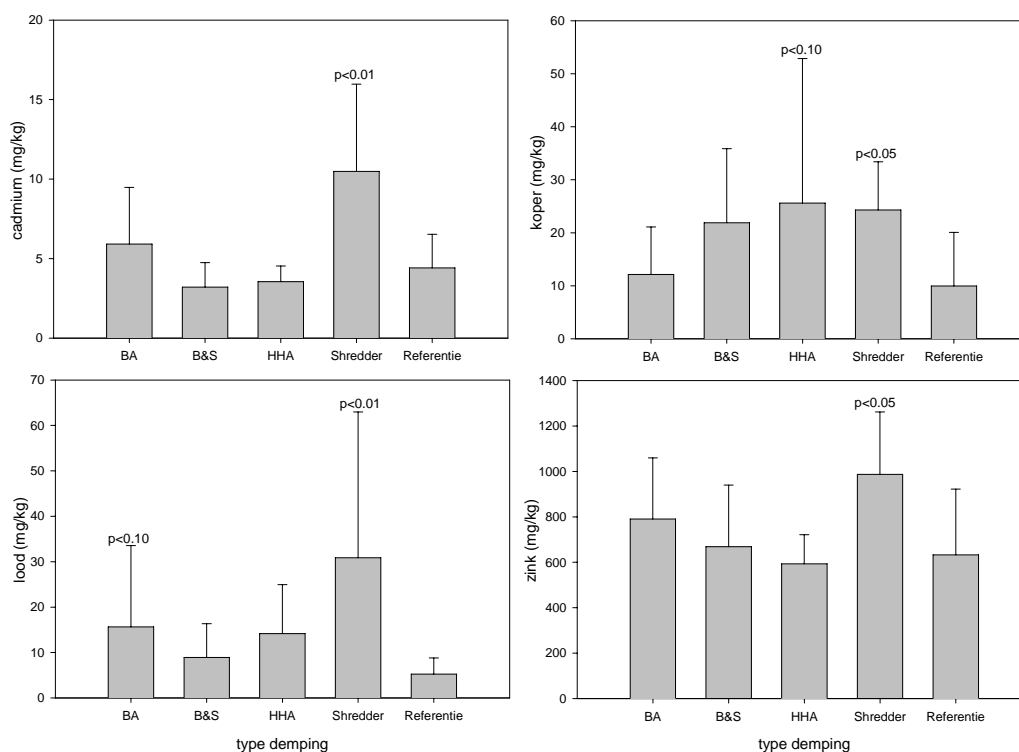 cadmium (mg/kg)
20
15
10
5
0
p<0.01
BA B&S HHA Shredder Referentie
koper (mg/kg)
60
50
40
30
20
10
0
p<0.10
p<0.05
BA B&S HHA Shredder Referentie
lood (mg/kg)
70
60
50
40
30
20
10
0
p<0.10
p<0.01
BA B&S HHA Shredder Referentie
type demping
zink (mg/kg)
1400
1200
1000
800
600
400
200
0
p<0.05
BA B&S HHA Shredder Referentie
type demping